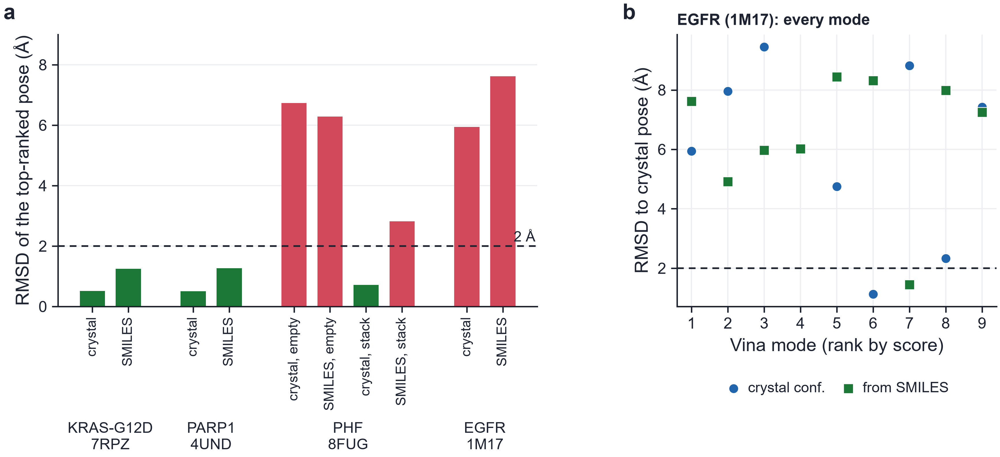 a
RMSD of the top-ranked pose (Å)
8
6
4
2
0
2 Å
crystal
SMILES
crystal
SMILES
crystal, empty
SMILES, empty
crystal, stack
SMILES, stack
crystal
SMILES
KRAS-G12D
7RPZ
PARP1
4UND
PHF
8FUG
EGFR
1M17
b
EGFR (1M17): every mode
RMSD to crystal pose (Å)
8
6
4
2
1 2 3 4 5 6 7 8 9
Vina mode (rank by score)
crystal conf.
from SMILES